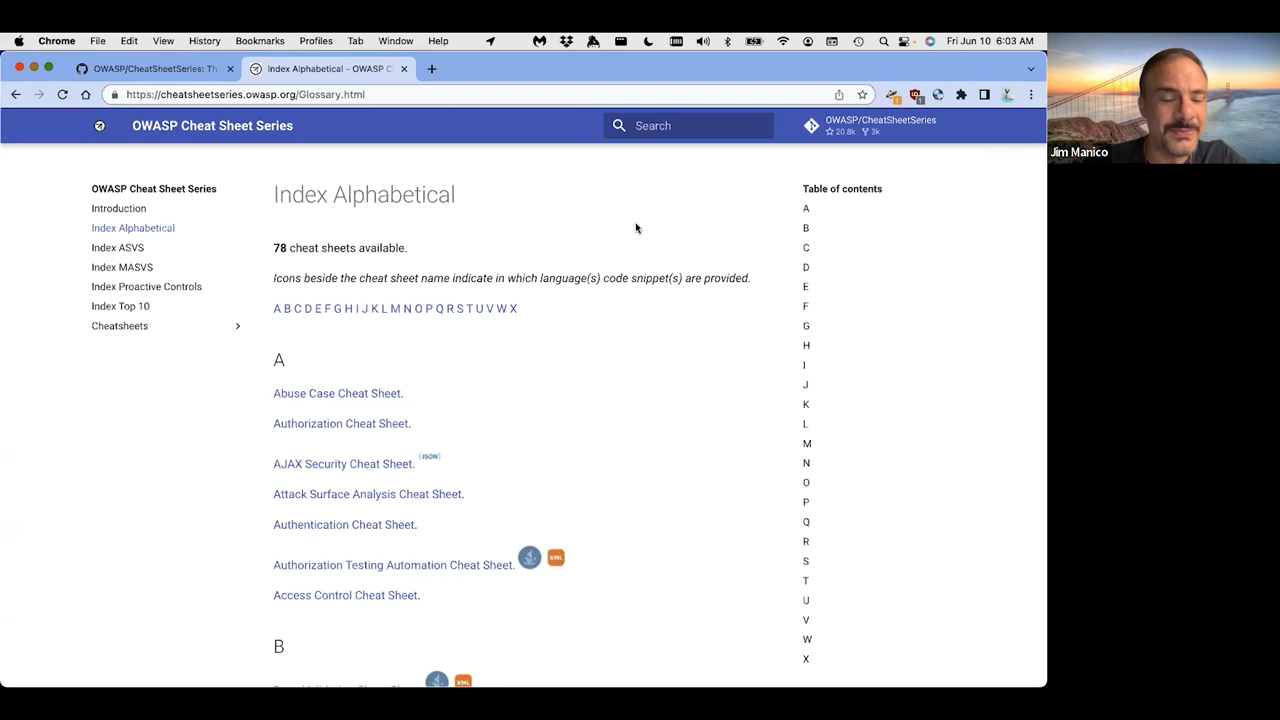 Chrome File Edit View History Bookmarks Profiles Tab Window Help Fri Jun 10 6:03 AM
OWASP/CheatSheetSeries: Th
Index Alphabetical - OWASP C
https://cheatsheetseries.owasp.org/Glossary.html
OWASP Cheat Sheet Series
Search
OWASP/CheatSheetSeries
20.8k 3k
Jim Manico
OWASP Cheat Sheet Series
Introduction
Index Alphabetical
Index ASVS
Index MASVS
Index Proactive Controls
Index Top 10
Cheatsheets
Index Alphabetical
78 cheat sheets available.
Icons beside the cheat sheet name indicate in which language(s) code snippet(s) are provided.
A B C D E F G H I J K L M N O P Q R S T U V W X
A
Abuse Case Cheat Sheet.
Authorization Cheat Sheet.
AJAX Security Cheat Sheet. {JSON}
Attack Surface Analysis Cheat Sheet.
Authentication Cheat Sheet.
Authorization Testing Automation Cheat Sheet. XML
Access Control Cheat Sheet.
B
XML
Table of contents
A
B
C
D
E
F
G
H
I
J
K
L
M
N
O
P
Q
R
S
T
U
V
W
X